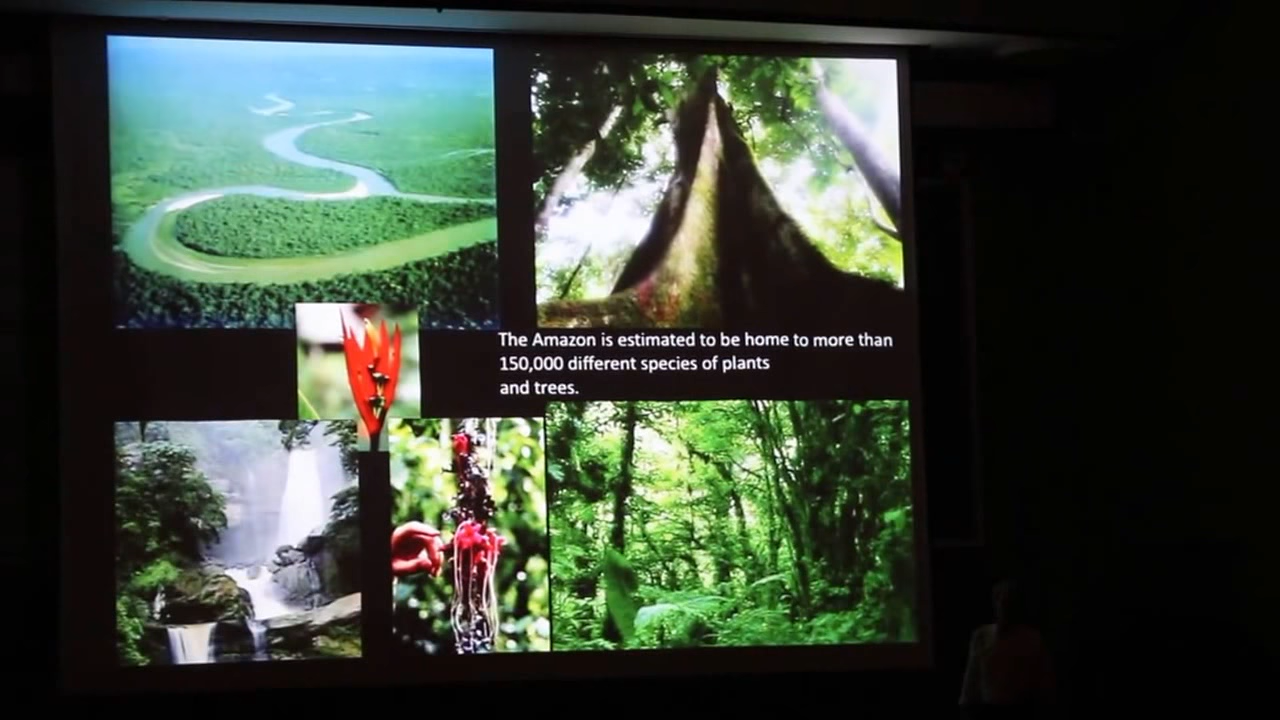 The Amazon is estimated to be home to more than
150,000 different species of plants
and trees.